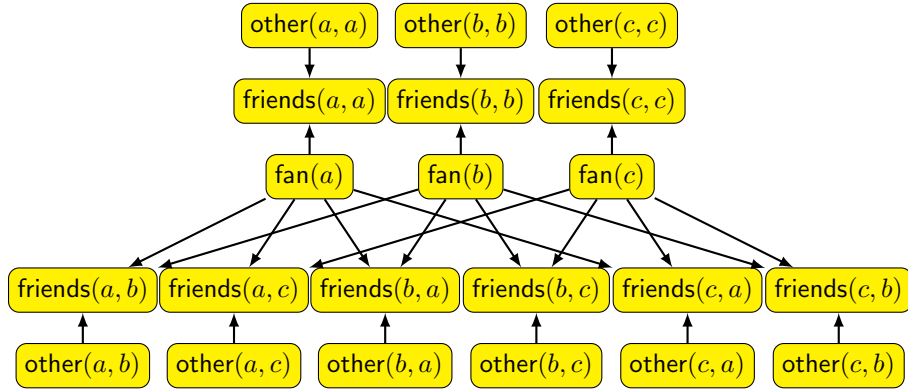 other(a, a) other(b, b) other(c, c)
friends(a, a) friends(b, b) friends(c, c)
fan(a) fan(b) fan(c)
friends(a, b) friends(a, c) friends(b, a) friends(b, c) friends(c, a) friends(c, b)
other(a, b) other(a, c) other(b, a) other(b, c) other(c, a) other(c, b)